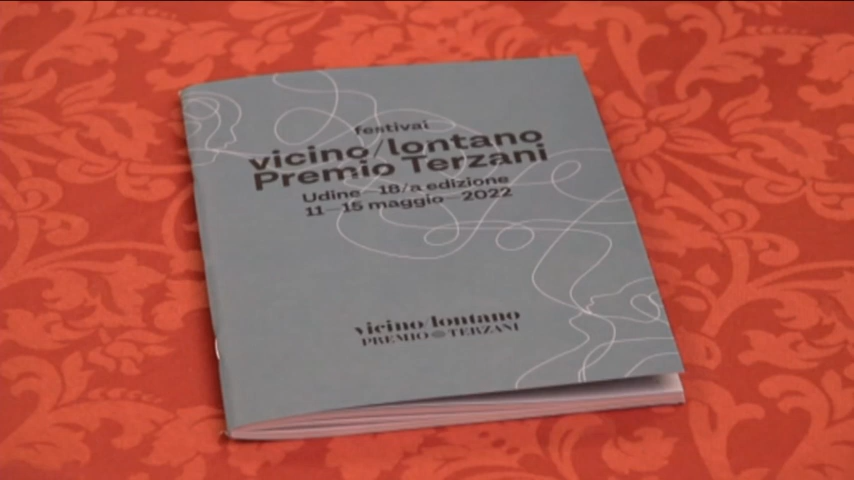 festival
vicino/lontano
Premio Terzani
Udine—18/a edizione
11—15 maggio—2022
vicino/lontano
PREMIO TERZANI